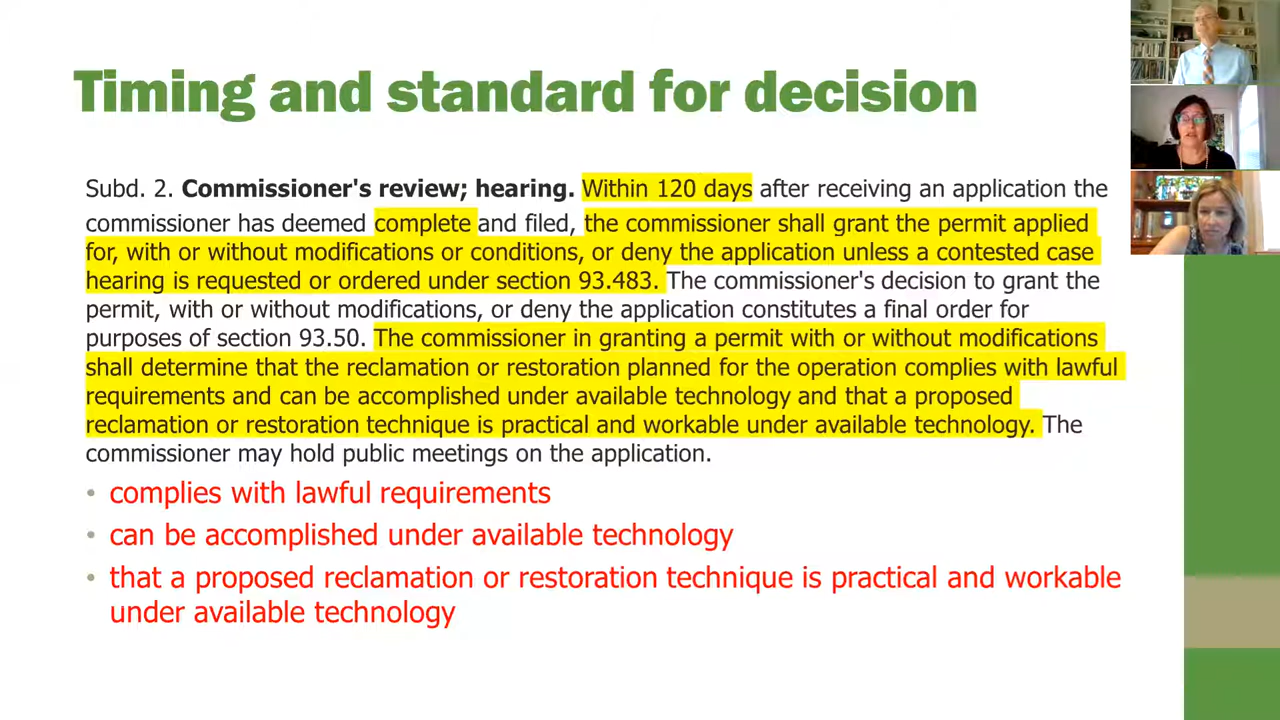 Timing and standard for decision
Subd. 2. Commissioner's review; hearing. Within 120 days after receiving an application the
commissioner has deemed complete and filed, the commissioner shall grant the permit applied
for, with or without modifications or conditions, or deny the application unless a contested case
hearing is requested or ordered under section 93.483. The commissioner's decision to grant the
permit, with or without modifications, or deny the application constitutes a final order for
purposes of section 93.50. The commissioner in granting a permit with or without modifications
shall determine that the reclamation or restoration planned for the operation complies with lawful
requirements and can be accomplished under available technology and that a proposed
reclamation or restoration technique is practical and workable under available technology. The
commissioner may hold public meetings on the application.
• complies with lawful requirements
• can be accomplished under available technology
• that a proposed reclamation or restoration technique is practical and workable
under available technology